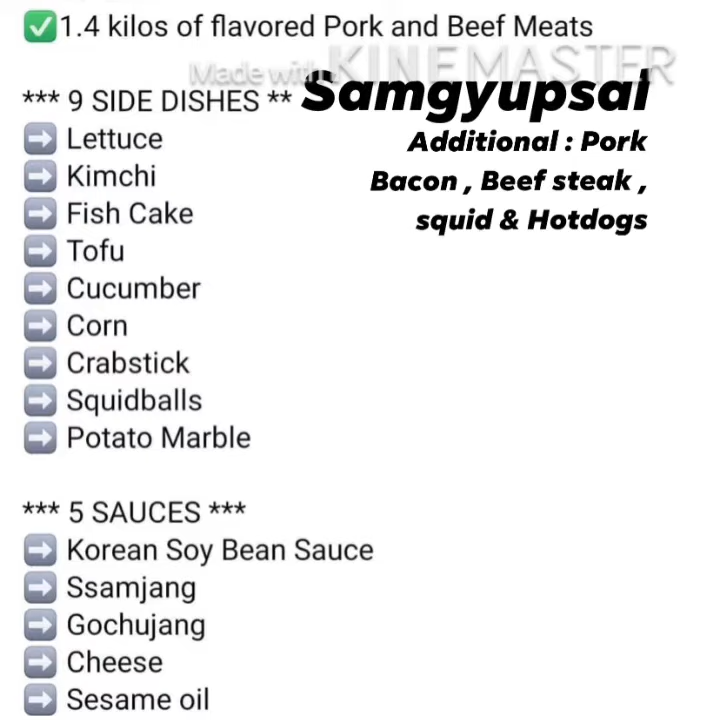 ✅1.4 kilos of flavored Pork and Beef Meats
Made with KINEMASTER
*** 9 SIDE DISHES **
Samgyupsal
Additional : Pork
Bacon , Beef steak ,
squid & Hotdogs
➡ Lettuce
➡ Kimchi
➡ Fish Cake
➡ Tofu
➡ Cucumber
➡ Corn
➡ Crabstick
➡ Squidballs
➡ Potato Marble
*** 5 SAUCES ***
➡ Korean Soy Bean Sauce
➡ Ssamjang
➡ Gochujang
➡ Cheese
➡ Sesame oil